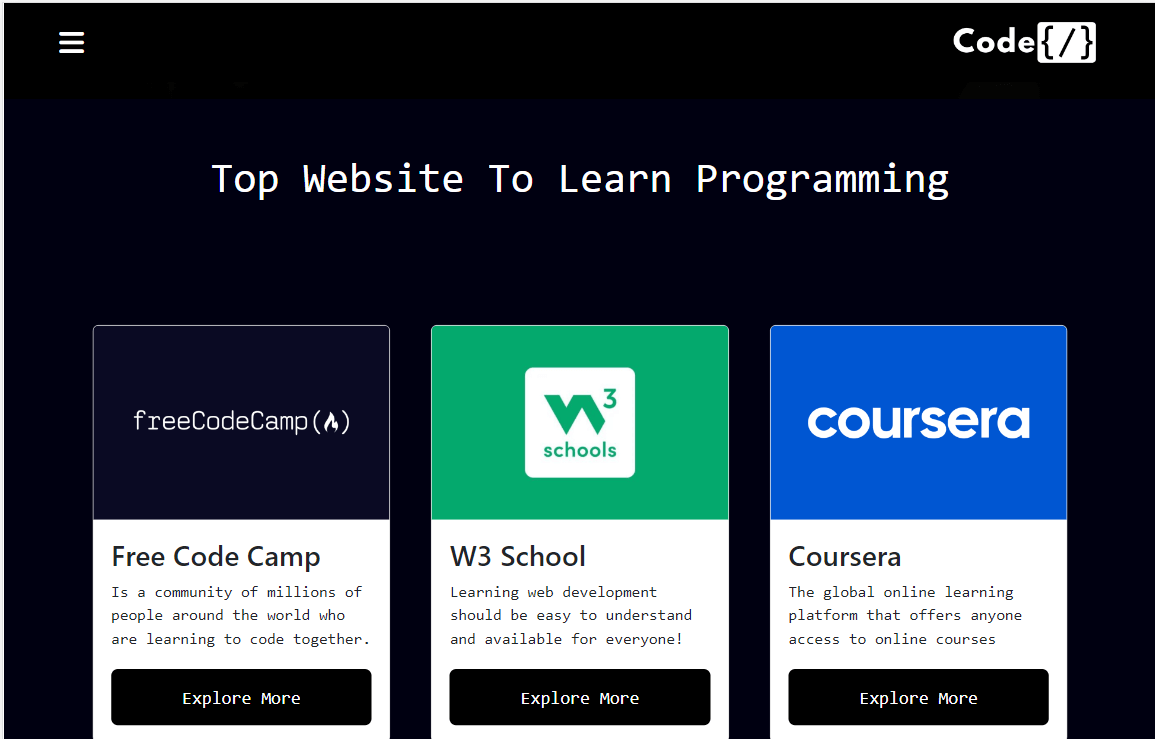 Code{/}
Top Website To Learn Programming
freeCodeCamp(🔥)
W3
schools
coursera
Free Code Camp
Is a community of millions of
people around the world who
are learning to code together.
Explore More
W3 School
Learning web development
should be easy to understand
and available for everyone!
Explore More
Coursera
The global online learning
platform that offers anyone
access to online courses
Explore More